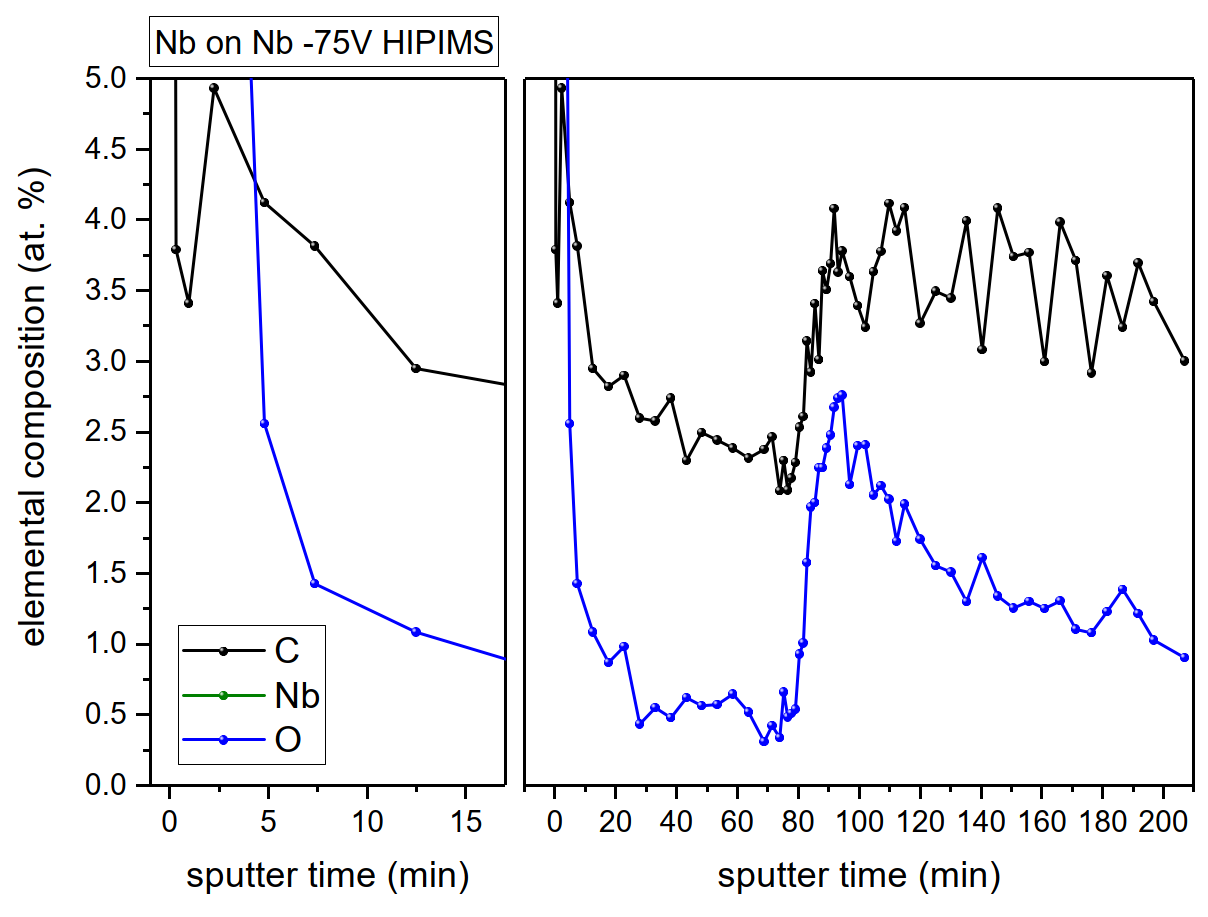 Nb on Nb -75V HIPIMS
elemental composition (at. %)
5.0
4.5
4.0
3.5
3.0
2.5
2.0
1.5
1.0
0.5
0.0
C
Nb
O
0 5 10 15
sputter time (min)
0 20 40 60 80 100 120 140 160 180 200
sputter time (min)